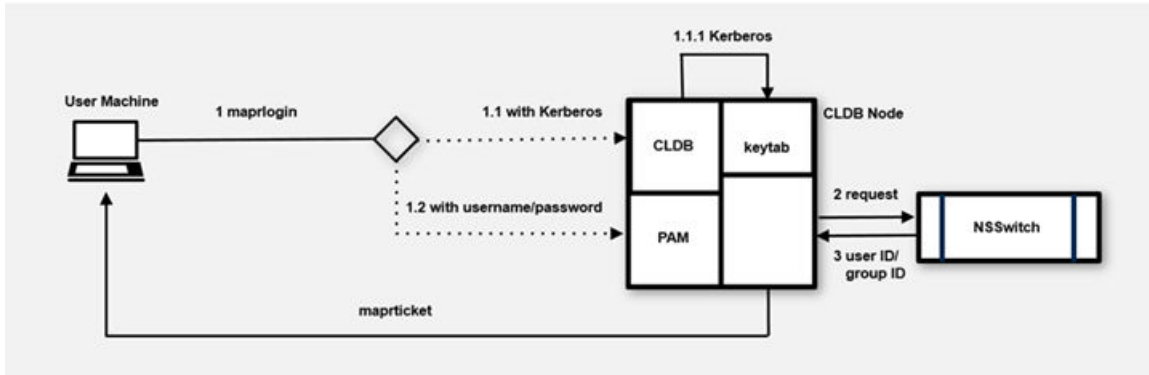 1.1.1 Kerberos
User Machine
1 maprlogin
1.1 with Kerberos
CLDB Node
CLDB
keytab
1.2 with username/password
PAM
2 request
NSSwitch
3 user ID/
group ID
maprticket